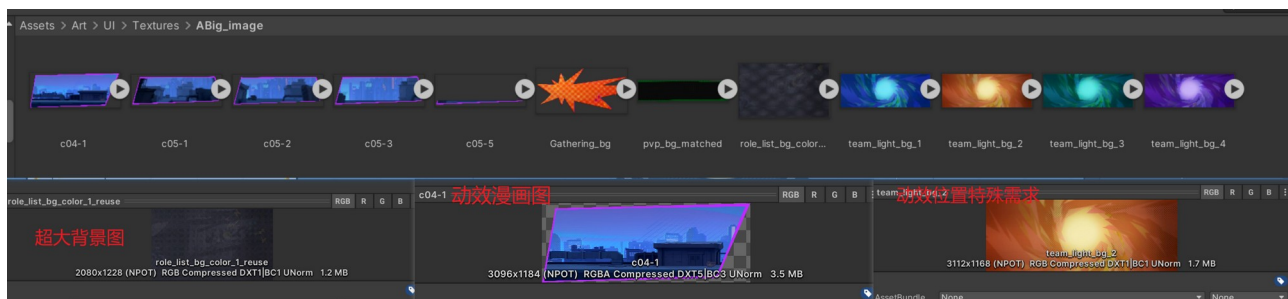 Assets > Art > UI > Textures > ABig_image
c04-1
c05-1
c05-2
c05-3
c05-5
Gathering_bg
pvp_bg_matched
role_list_bg_color...
team_light_bg_1
team_light_bg_2
team_light_bg_3
team_light_bg_4
role_list_bg_color_1_reuse
RGB R G B
超大背景图
role_list_bg_color_1_reuse
2080x1228 (NPOT) RGB Compressed DXT1|BC1 UNorm 1.2 MB
c04-1
动效漫画图
RGB R G B
c04-1
3096x1184 (NPOT) RGBA Compressed DXT5|BC3 UNorm 3.5 MB
team_light_bg_2
动效位置特殊需求
RGB R G B
team_light_bg_2
3112x1168 (NPOT) RGB Compressed DXT1|BC1 UNorm 1.7 MB
AssetBundle None None